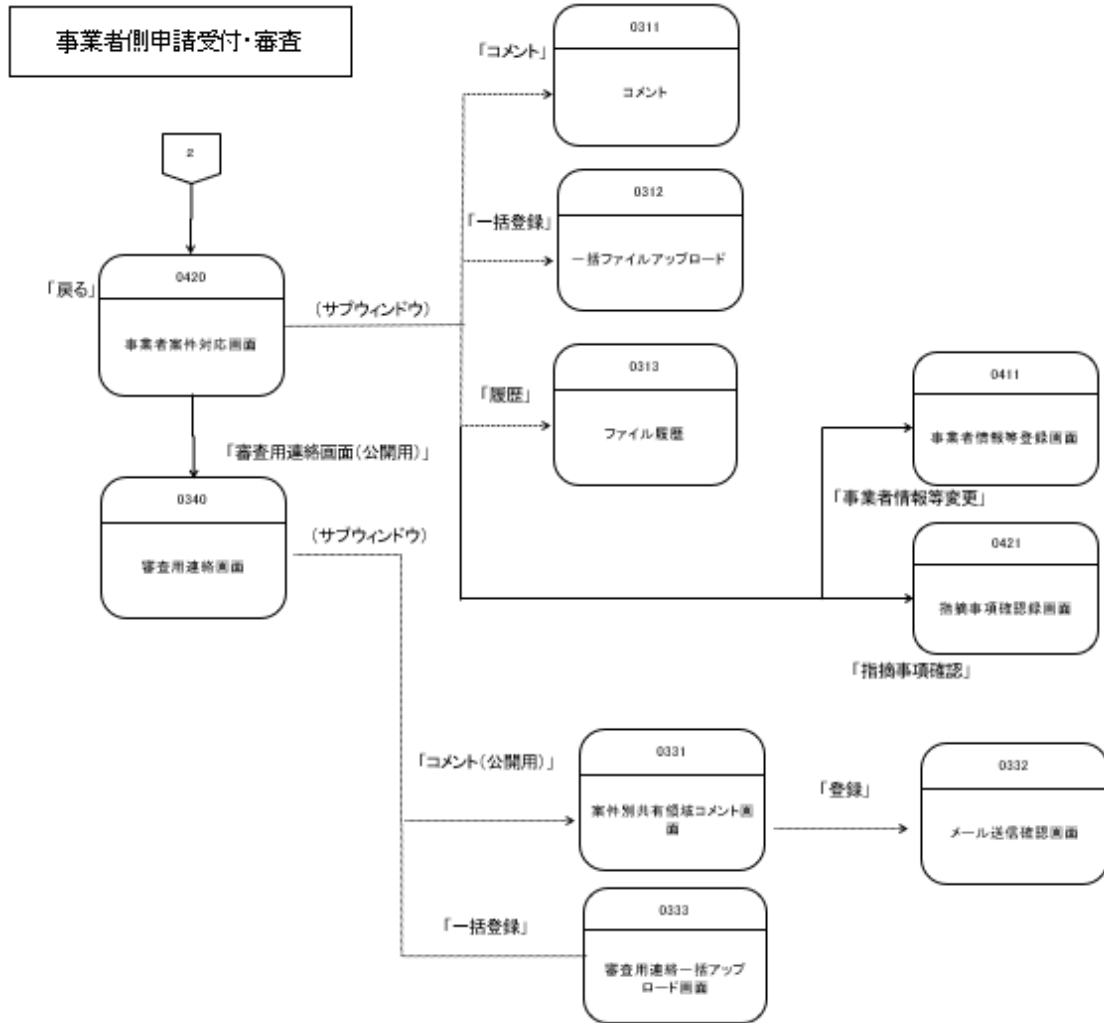 事業者側申請受付・審査
2
「戻る」
0420
事業者案件対応画面
(サブウィンドウ)
「コメント」
0311
コメント
「一括登録」
0312
一括ファイルアップロード
「履歴」
0313
ファイル履歴
0411
事業者情報等登録画面
「事業者情報等変更」
0421
指摘事項確認録画面
「指摘事項確認」
「審査用連絡画面(公開用)」
0340
審査用連絡画面
(サブウィンドウ)
「コメント(公開用)」
0331
案件別共有領域コメント画
面
「登録」
0332
メール送信確認画面
「一括登録」
0333
審査用連絡一括アップ
ロード画面